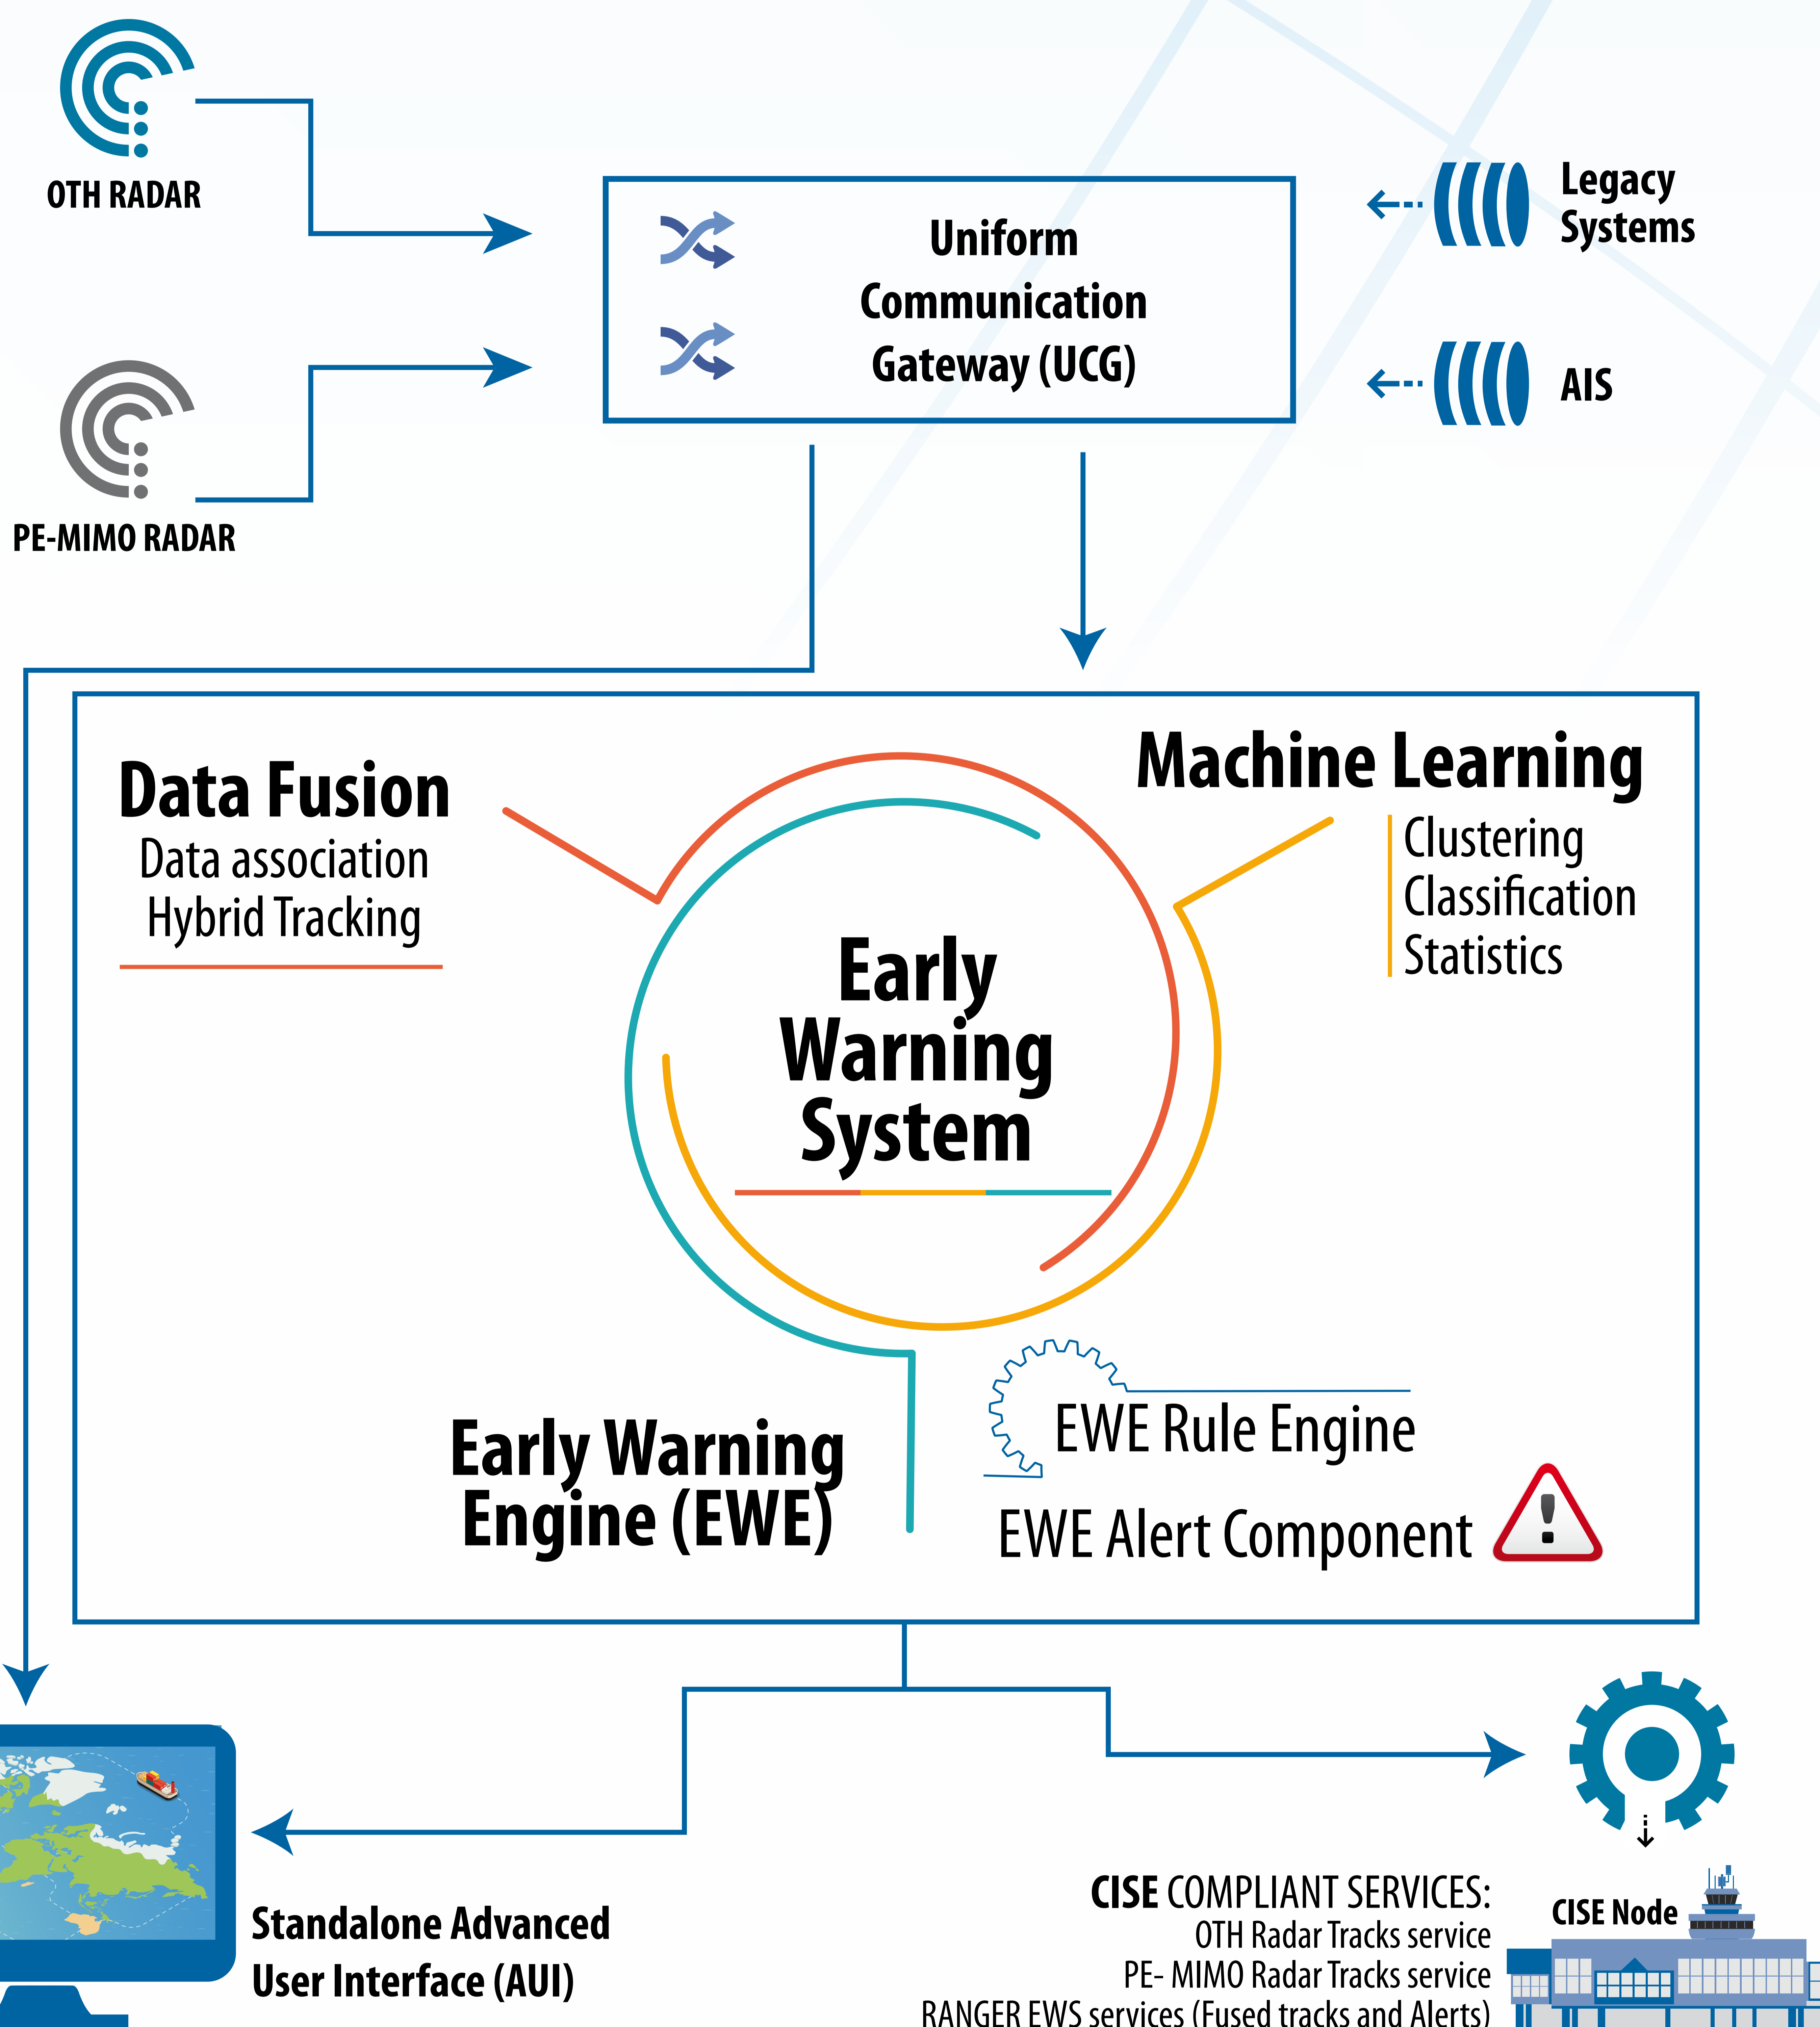 OTH RADAR
PE-MIMO RADAR
Uniform
Communication
Gateway (UCG)
Legacy
Systems
AIS
Data Fusion
Data association
Hybrid Tracking
Machine Learning
Clustering
Classification
Statistics
Early
Warning
System
Early Warning
Engine (EWE)
EWE Rule Engine
EWE Alert Component
!
Standalone Advanced
User Interface (AUI)
CISE COMPLIANT SERVICES:
OTH Radar Tracks service
PE- MIMO Radar Tracks service
RANGER EWS services (Fused tracks and Alerts)
CISE Node